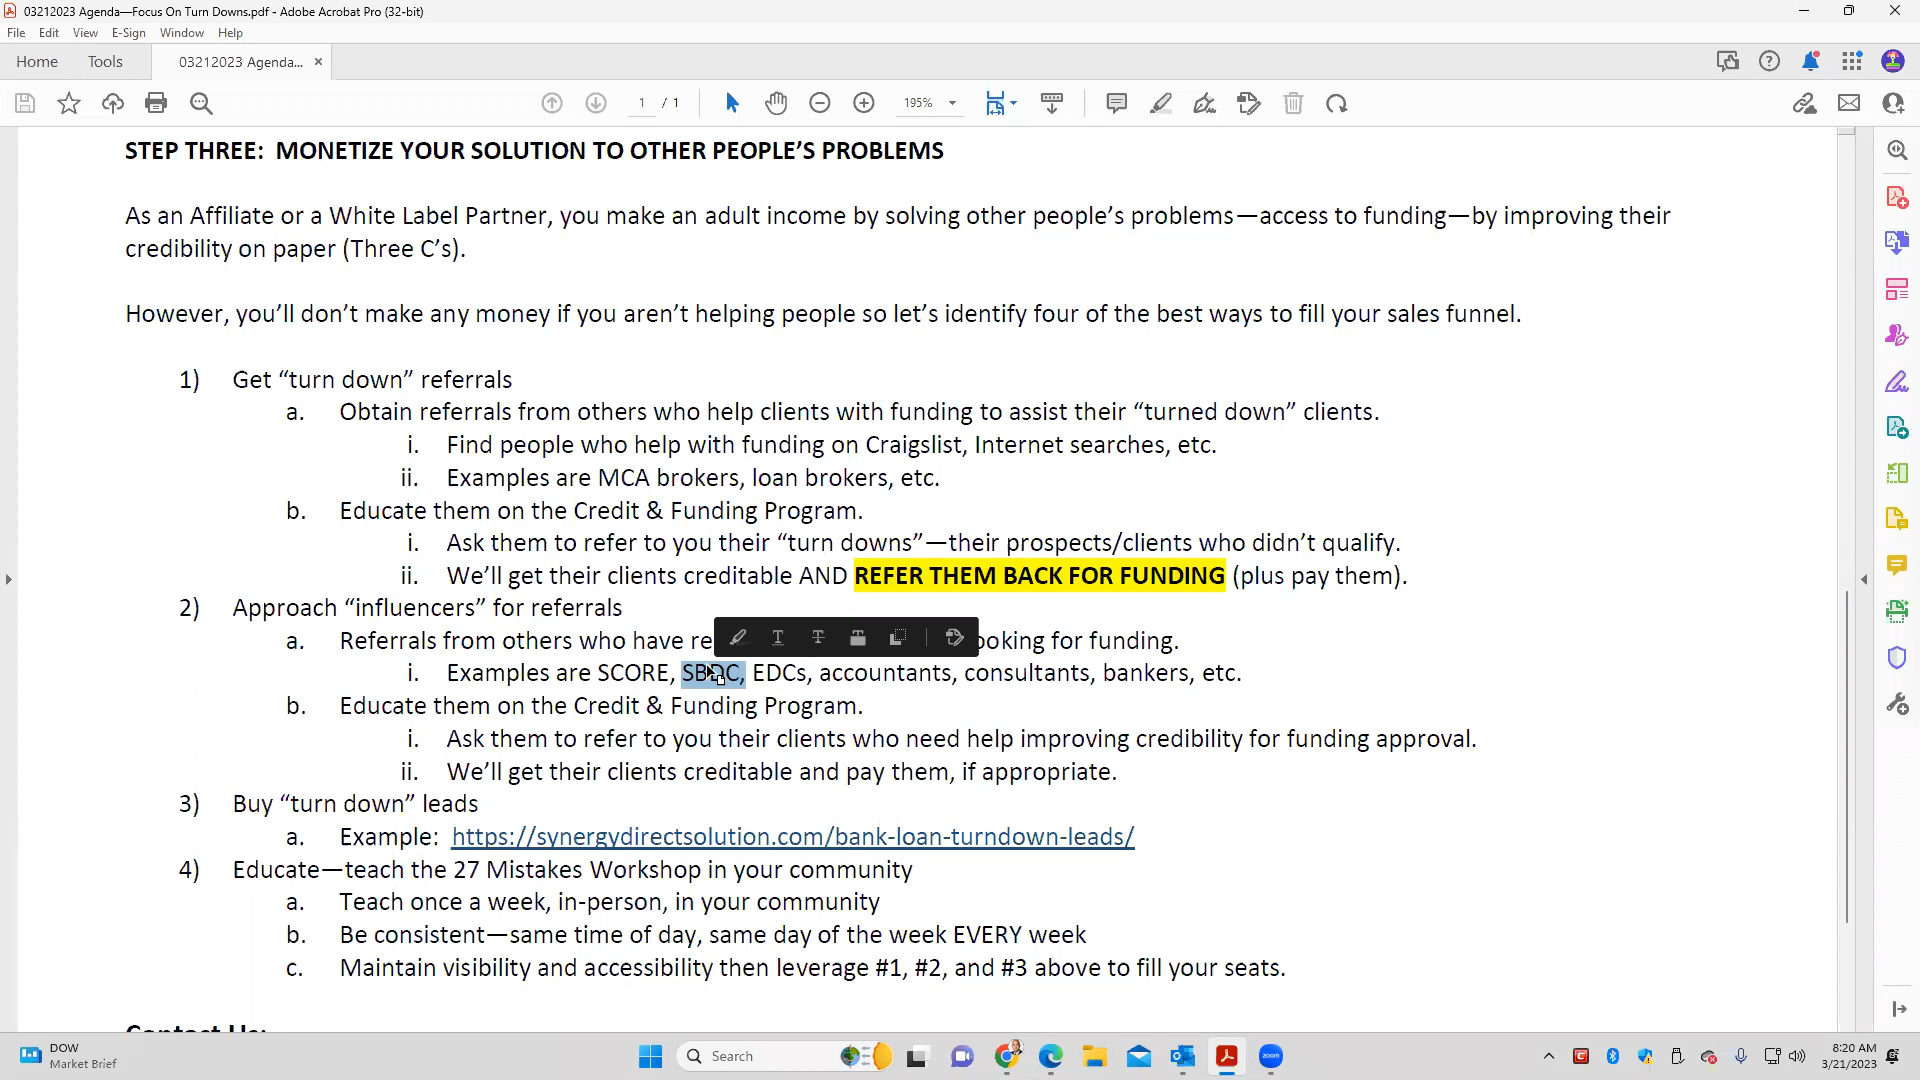 03212023 Agenda—Focus On Turn Downs.pdf - Adobe Acrobat Pro (32-bit)
File Edit View E-Sign Window Help
Home Tools 03212023 Agenda... ×
1 / 1 195%
STEP THREE:  MONETIZE YOUR SOLUTION TO OTHER PEOPLE'S PROBLEMS
As an Affiliate or a White Label Partner, you make an adult income by solving other people's problems—access to funding—by improving their
credibility on paper (Three C's).
However, you'll don't make any money if you aren't helping people so let's identify four of the best ways to fill your sales funnel.
1) Get “turn down” referrals
a. Obtain referrals from others who help clients with funding to assist their “turned down” clients.
i. Find people who help with funding on Craigslist, Internet searches, etc.
ii. Examples are MCA brokers, loan brokers, etc.
b. Educate them on the Credit & Funding Program.
i. Ask them to refer to you their “turn downs”—their prospects/clients who didn't qualify.
ii. We'll get their clients creditable AND REFER THEM BACK FOR FUNDING (plus pay them).
2) Approach “influencers” for referrals
a. Referrals from others who have ooking for funding.
i. Examples are SCORE, SBDC, EDCs, accountants, consultants, bankers, etc.
b. Educate them on the Credit & Funding Program.
i. Ask them to refer to you their clients who need help improving credibility for funding approval.
ii. We'll get their clients creditable and pay them, if appropriate.
3) Buy “turn down” leads
a. Example:  https://synergydirectsolution.com/bank-loan-turndown-leads/
4) Educate—teach the 27 Mistakes Workshop in your community
a. Teach once a week, in-person, in your community
b. Be consistent—same time of day, same day of the week EVERY week
c. Maintain visibility and accessibility then leverage #1, #2, and #3 above to fill your seats.
Contact Us:
DOW
Market Brief
Search
zoom
8:20 AM
3/21/2023